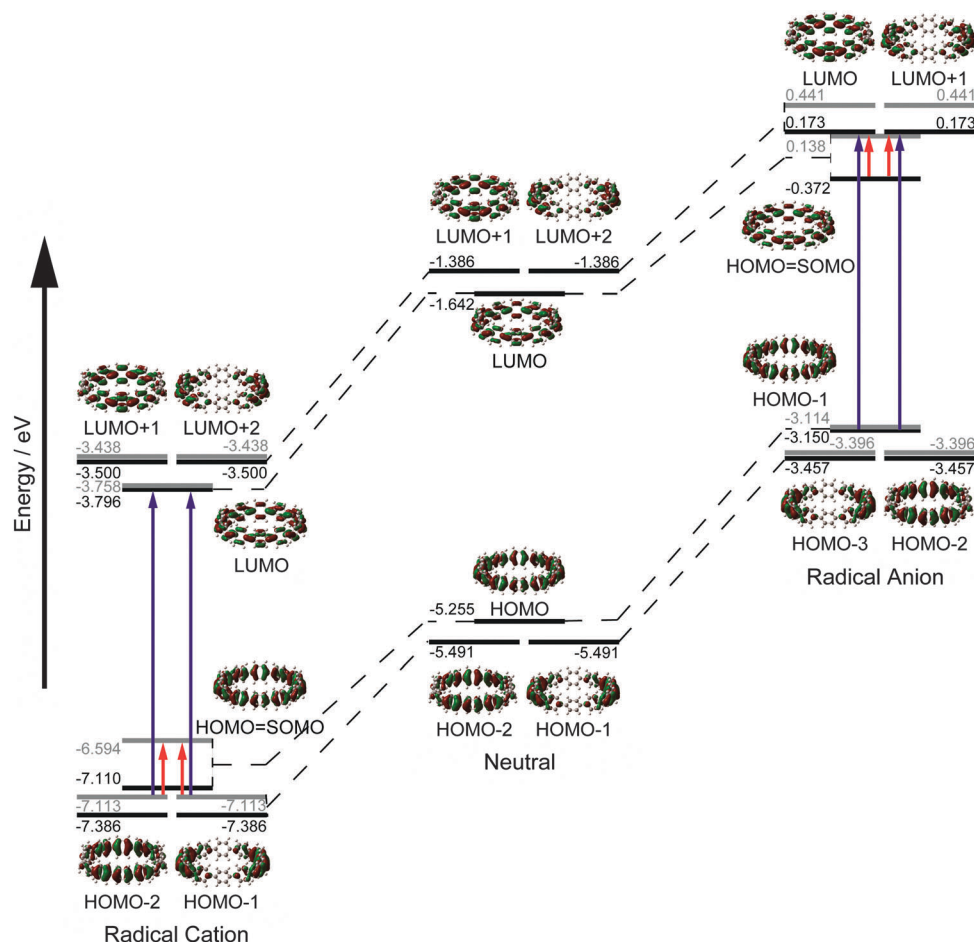 LUMO LUMO+1
0.441 0.441
0.173 0.173
0.138
-0.372
HOMO=SOMO
HOMO-1
-3.114
-3.150
-3.396 -3.396
-3.457 -3.457
HOMO-3 HOMO-2
Radical Anion
LUMO+1 LUMO+2
-1.386 -1.386
-1.642
LUMO
HOMO
-5.255
-5.491 -5.491
HOMO-2 HOMO-1
Neutral
Energy / eV
LUMO+1 LUMO+2
-3.438 -3.438
-3.500 -3.500
-3.758
-3.796
LUMO
HOMO=SOMO
-6.594
-7.110
-7.113 -7.113
-7.386 -7.386
HOMO-2 HOMO-1
Radical Cation